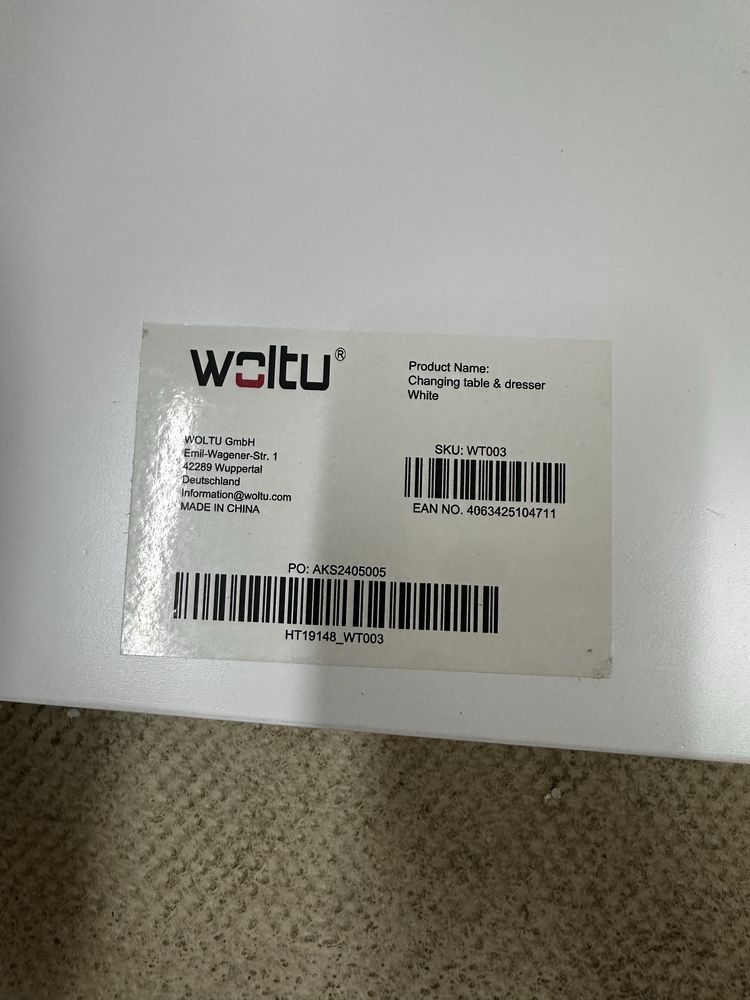 woltu®
Product Name:
Changing table & dresser
White
WOLTU GmbH
Emil-Wagener-Str. 1
42289 Wuppertal
Deutschland
Information@woltu.com
MADE IN CHINA
SKU: WT003
EAN NO. 4063425104711
PO: AKS2405005
HT19148_WT003